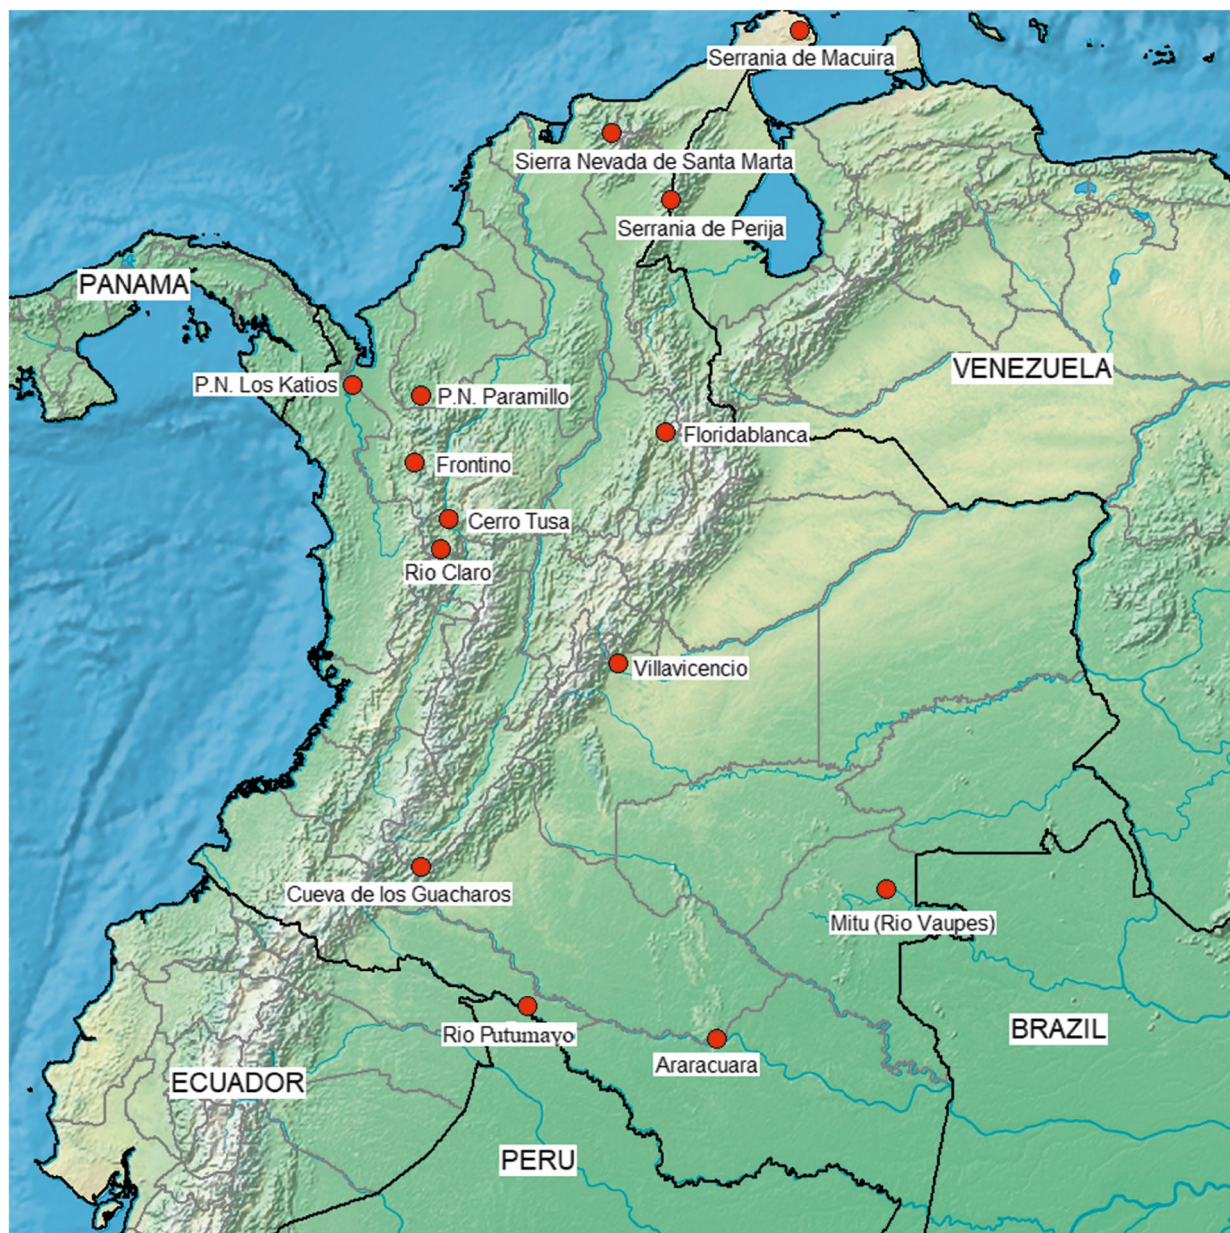 Serrania de Macuira
Sierra Nevada de Santa Marta
Serrania de Perija
PANAMA
VENEZUELA
P.N. Los Katios
P.N. Paramillo
Floridablanca
Frontino
Cerro Tusa
Rio Claro
Villavicencio
Cueva de los Guacharos
Mitu (Rio Vaupes)
Rio Putumayo
BRAZIL
Araracuara
ECUADOR
PERU